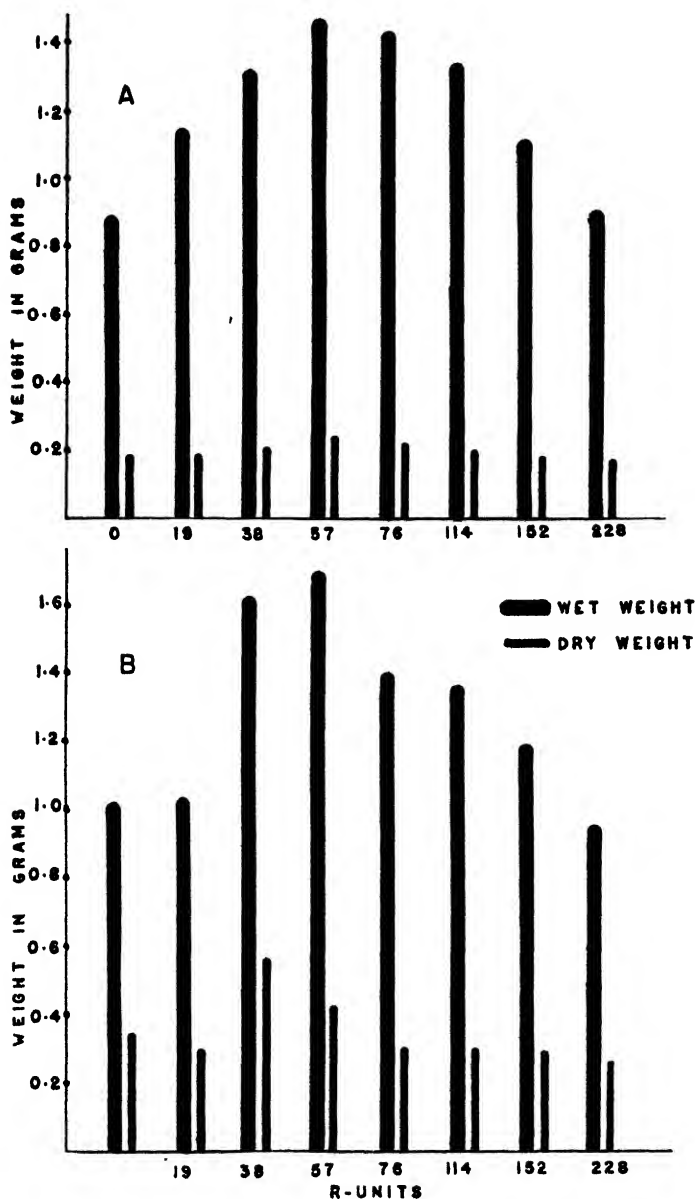 1.4
A
1.2
1.0
0.8
0.6
0.4
0.2
WEIGHT IN GRAMS
0 19 38 57 76 114 152 228
1.6
WET WEIGHT
DRY WEIGHT
B
1.4
1.2
1.0
0.8
0.6
0.4
0.2
WEIGHT IN GRAMS
19 38 57 76 114 152 228
R-UNITS